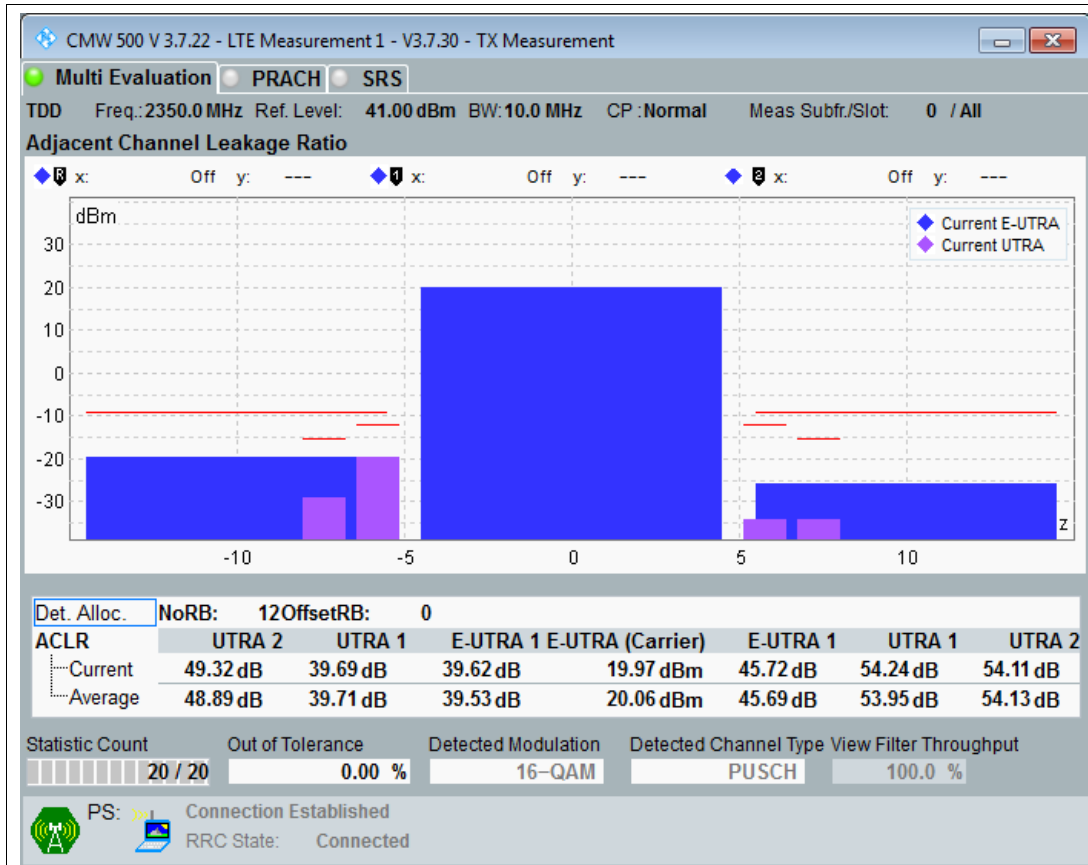 CMW 500 V 3.7.22 - LTE Measurement 1 - V3.7.30 - TX Measurement
Multi Evaluation PRACH SRS
TDD Freq.: 2350.0 MHz Ref. Level: 41.00 dBm BW: 10.0 MHz CP : Normal Meas Subfr./Slot: 0 / All
Adjacent Channel Leakage Ratio
R x: Off y: --- 1 x: Off y: --- 2 x: Off y: ---
dBm
Current E-UTRA
Current UTRA
30
20
10
0
-10
-20
-30
z
-10 -5 0 5 10
Det. Alloc. NoRB: 12 OffsetRB: 0
ACLR UTRA 2 UTRA 1 E-UTRA 1 E-UTRA (Carrier) E-UTRA 1 UTRA 1 UTRA 2
Current 49.32 dB 39.69 dB 39.62 dB 19.97 dBm 45.72 dB 54.24 dB 54.11 dB
Average 48.89 dB 39.71 dB 39.53 dB 20.06 dBm 45.69 dB 53.95 dB 54.13 dB
Statistic Count Out of Tolerance Detected Modulation Detected Channel Type View Filter Throughput
20 / 20 0.00 % 16-QAM PUSCH 100.0 %
PS: Connection Established
RRC State: Connected